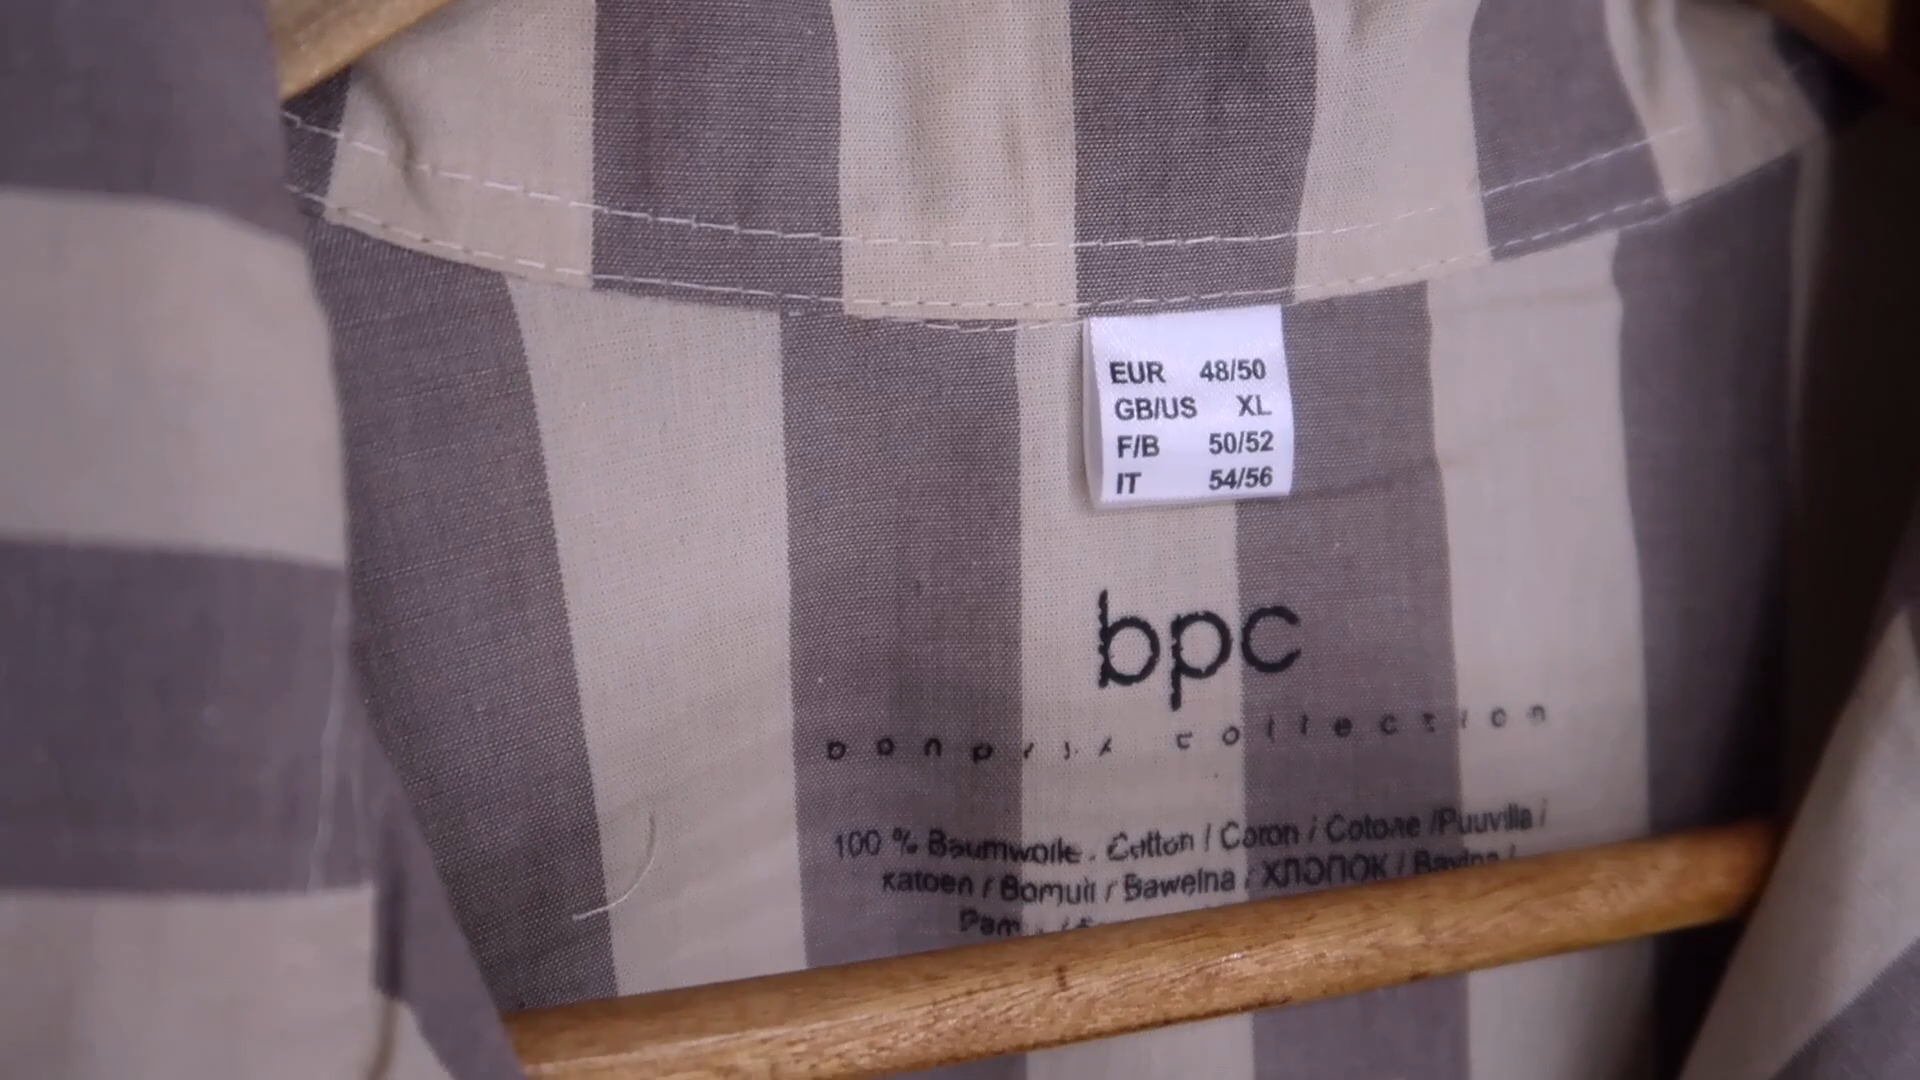 EUR 48/50
GB/US XL
F/B 50/52
IT 54/56
bpc
bonprix collection
100 % Baumwolle . Cotton / Coton / Cotone / Puuvilla /
Katoen / Bawełna / ХЛОПОК / Bavlna /